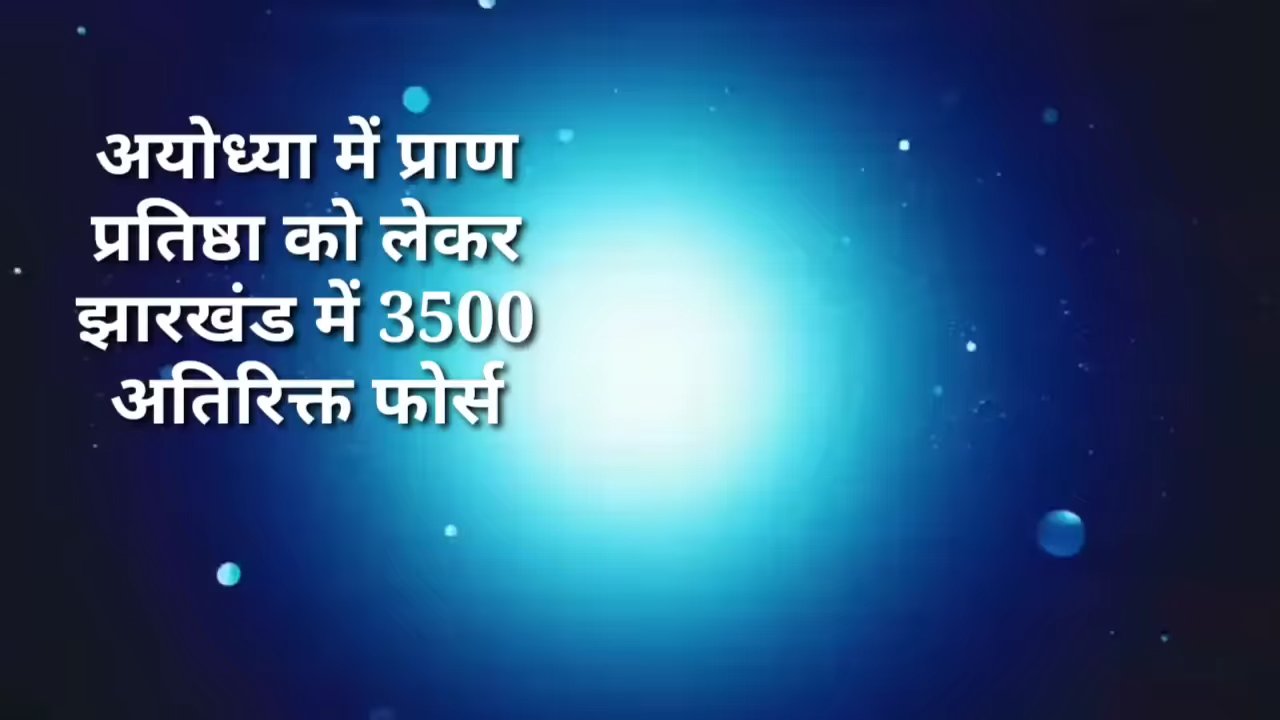 अयोध्या में प्राण
प्रतिष्ठा को लेकर
झारखंड में 3500
अतिरिक्त फोर्स